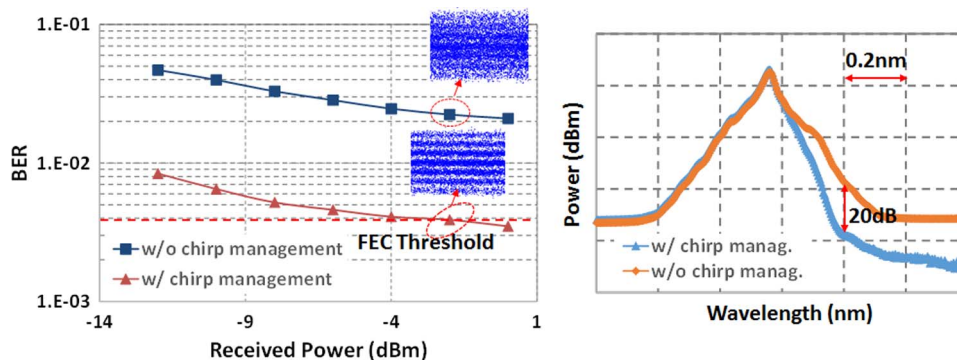 1.E-01
1.E-02
1.E-03
BER
FEC Threshold
w/o chirp management
w/ chirp management
-14
-9
-4
1
Received Power (dBm)
Power (dBm)
0.2nm
20dB
w/ chirp manag.
w/o chirp manag.
Wavelength (nm)